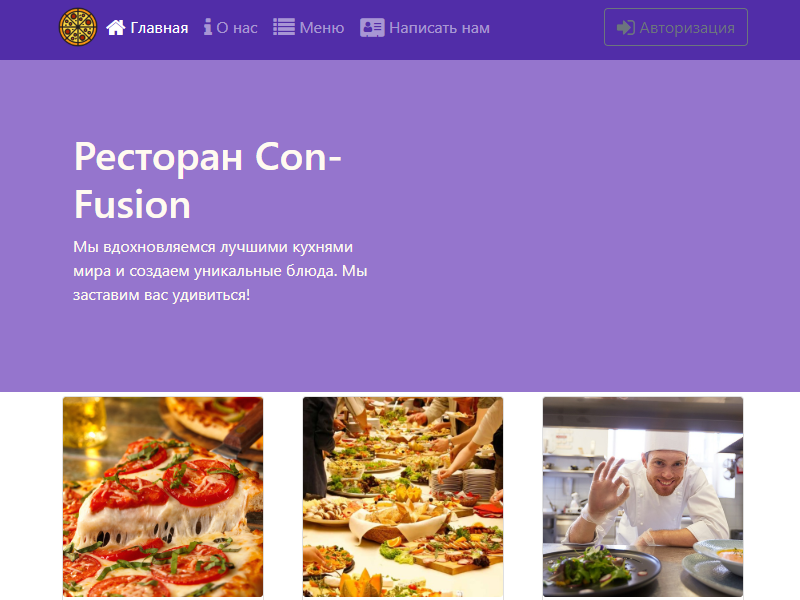 Главная О нас Меню Написать нам Авторизация
Ресторан Con-
Fusion
Мы вдохновляемся лучшими кухнями
мира и создаем уникальные блюда. Мы
заставим вас удивиться!